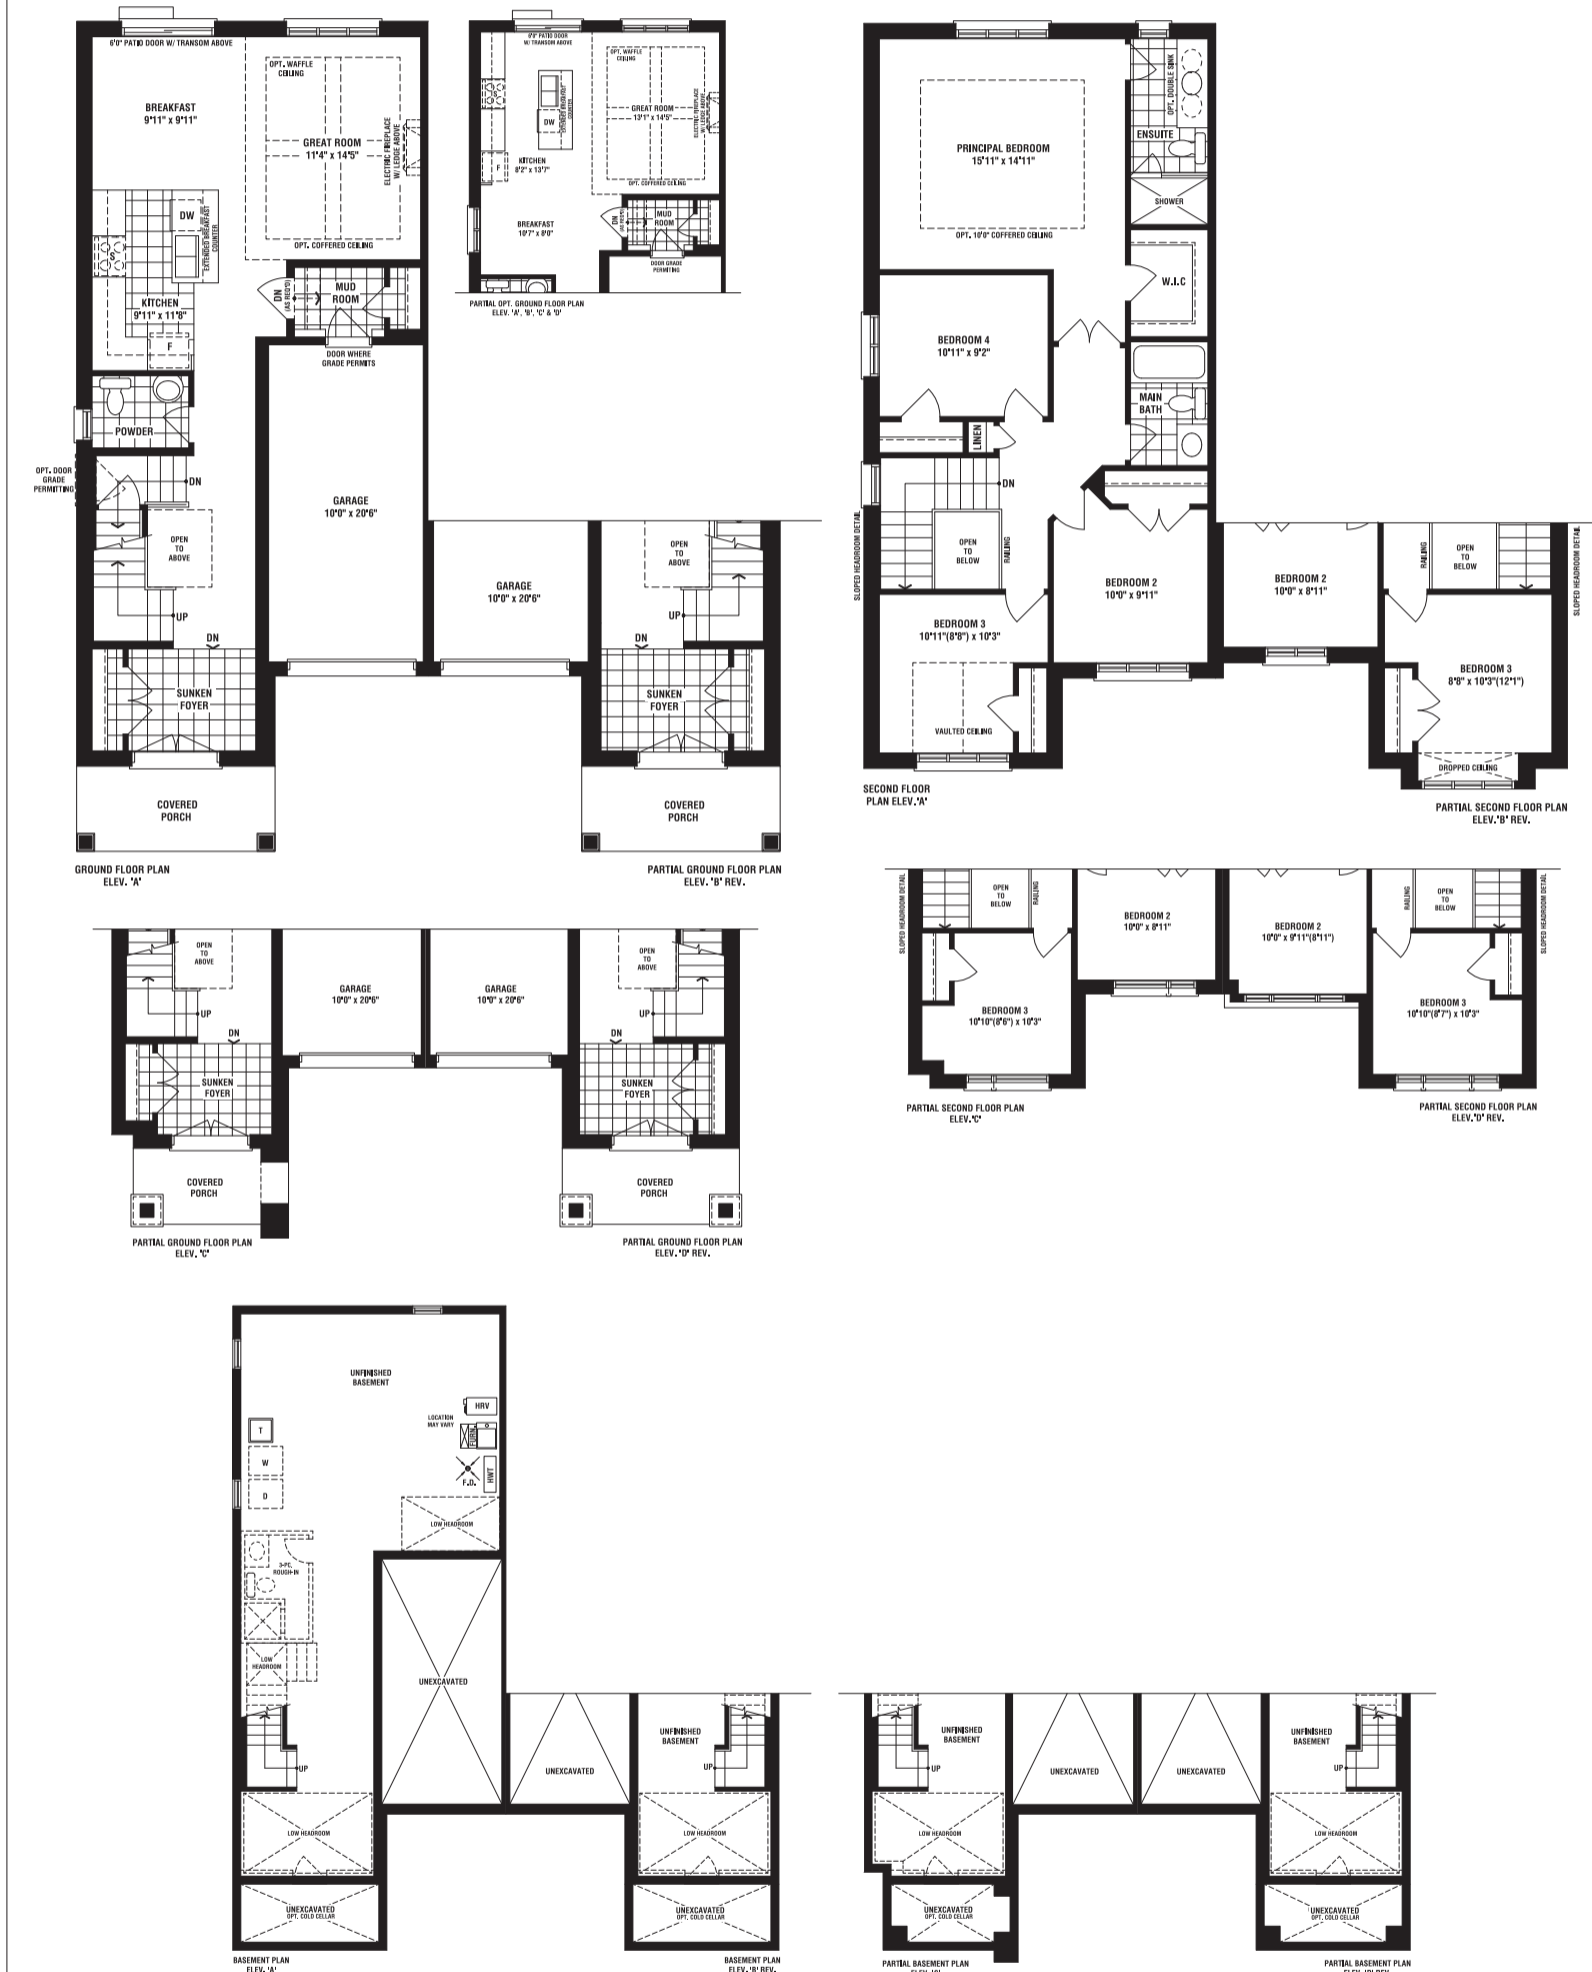 6'0" PATIO DOOR W/ TRANSOM ABOVE
BREAKFAST
9'11" x 9'11"
OPT. WAFFLE
CEILING
GREAT ROOM
11'4" x 14'5"
ELECTRIC FIREPLACE
W/ LEDGE ABOVE
OPT. COFFERED CEILING
DW
EXTENDED BREAKFAST
COUNTER
S
KITCHEN
9'11" x 11'8"
F
DN
(AS REQ'D)
MUD
ROOM
DOOR WHERE
GRADE PERMITS
POWDER
OPT. DOOR
GRADE
PERMITTING
DN
OPEN
TO
ABOVE
UP
DN
GARAGE
10'0" x 20'6"
SUNKEN
FOYER
COVERED
PORCH
GROUND FLOOR PLAN
ELEV. 'A'
6'0" PATIO DOOR
W/ TRANSOM ABOVE
OPT. WAFFLE
CEILING
S
DW
EXTENDED BREAKFAST
COUNTER
GREAT ROOM
13'1" x 14'5"
ELECTRIC FIREPLACE
W/ LEDGE ABOVE
KITCHEN
8'2" x 13'7"
F
OPT. COFFERED CEILING
BREAKFAST
10'7" x 8'0"
DN
(AS REQ'D)
MUD
ROOM
DOOR GRADE
PERMITTING
PARTIAL OPT. GROUND FLOOR PLAN
ELEV. 'A', 'B', 'C' & 'D'
GARAGE
10'0" x 20'6"
OPEN
TO
ABOVE
UP
DN
SUNKEN
FOYER
COVERED
PORCH
PARTIAL GROUND FLOOR PLAN
ELEV. 'B' REV.
PRINCIPAL BEDROOM
15'11" x 14'11"
OPT. 10'0" COFFERED CEILING
OPT. DOUBLE SINK
ENSUITE
SHOWER
W.I.C
BEDROOM 4
10'11" x 9'2"
LINEN
MAIN
BATH
DN
OPEN
TO
BELOW
RAILING
SLOPED HEADROOM DETAIL
BEDROOM 2
10'0" x 9'11"
BEDROOM 3
10'11"(8'8") x 10'3"
VAULTED CEILING
SECOND FLOOR
PLAN ELEV.'A'
BEDROOM 2
10'0" x 8'11"
RAILING
OPEN
TO
BELOW
SLOPED HEADROOM DETAIL
BEDROOM 3
8'8" x 10'3"(12'1")
DROPPED CEILING
PARTIAL SECOND FLOOR PLAN
ELEV.'B' REV.
OPEN
TO
ABOVE
UP
DN
GARAGE
10'0" x 20'6"
SUNKEN
FOYER
COVERED
PORCH
PARTIAL GROUND FLOOR PLAN
ELEV. 'C'
GARAGE
10'0" x 20'6"
OPEN
TO
ABOVE
UP
DN
SUNKEN
FOYER
COVERED
PORCH
PARTIAL GROUND FLOOR PLAN
ELEV. 'D' REV.
SLOPED HEADROOM DETAIL
OPEN
TO
BELOW
RAILING
BEDROOM 2
10'0" x 8'11"
BEDROOM 3
10'10"(8'6") x 10'3"
PARTIAL SECOND FLOOR PLAN
ELEV.'C'
BEDROOM 2
10'0" x 9'11"(8'11")
RAILING
OPEN
TO
BELOW
SLOPED HEADROOM DETAIL
BEDROOM 3
10'10"(8'7") x 10'3"
PARTIAL SECOND FLOOR PLAN
ELEV.'D' REV.
UNFINISHED
BASEMENT
HRV
LOCATION
MAY VARY
FURN.
F.D.
HWT
T
W
D
LOW HEADROOM
3-PC.
ROUGH-IN
LOW
HEADROOM
UNEXCAVATED
UP
LOW HEADROOM
UNEXCAVATED
OPT. COLD CELLAR
BASEMENT PLAN
ELEV. 'A'
UNEXCAVATED
UNFINISHED
BASEMENT
UP
LOW HEADROOM
UNEXCAVATED
OPT. COLD CELLAR
BASEMENT PLAN
ELEV. 'B' REV.
UNFINISHED
BASEMENT
UP
UNEXCAVATED
LOW HEADROOM
UNEXCAVATED
OPT. COLD CELLAR
PARTIAL BASEMENT PLAN
UNEXCAVATED
UNFINISHED
BASEMENT
UP
LOW HEADROOM
UNEXCAVATED
OPT. COLD CELLAR
PARTIAL BASEMENT PLAN